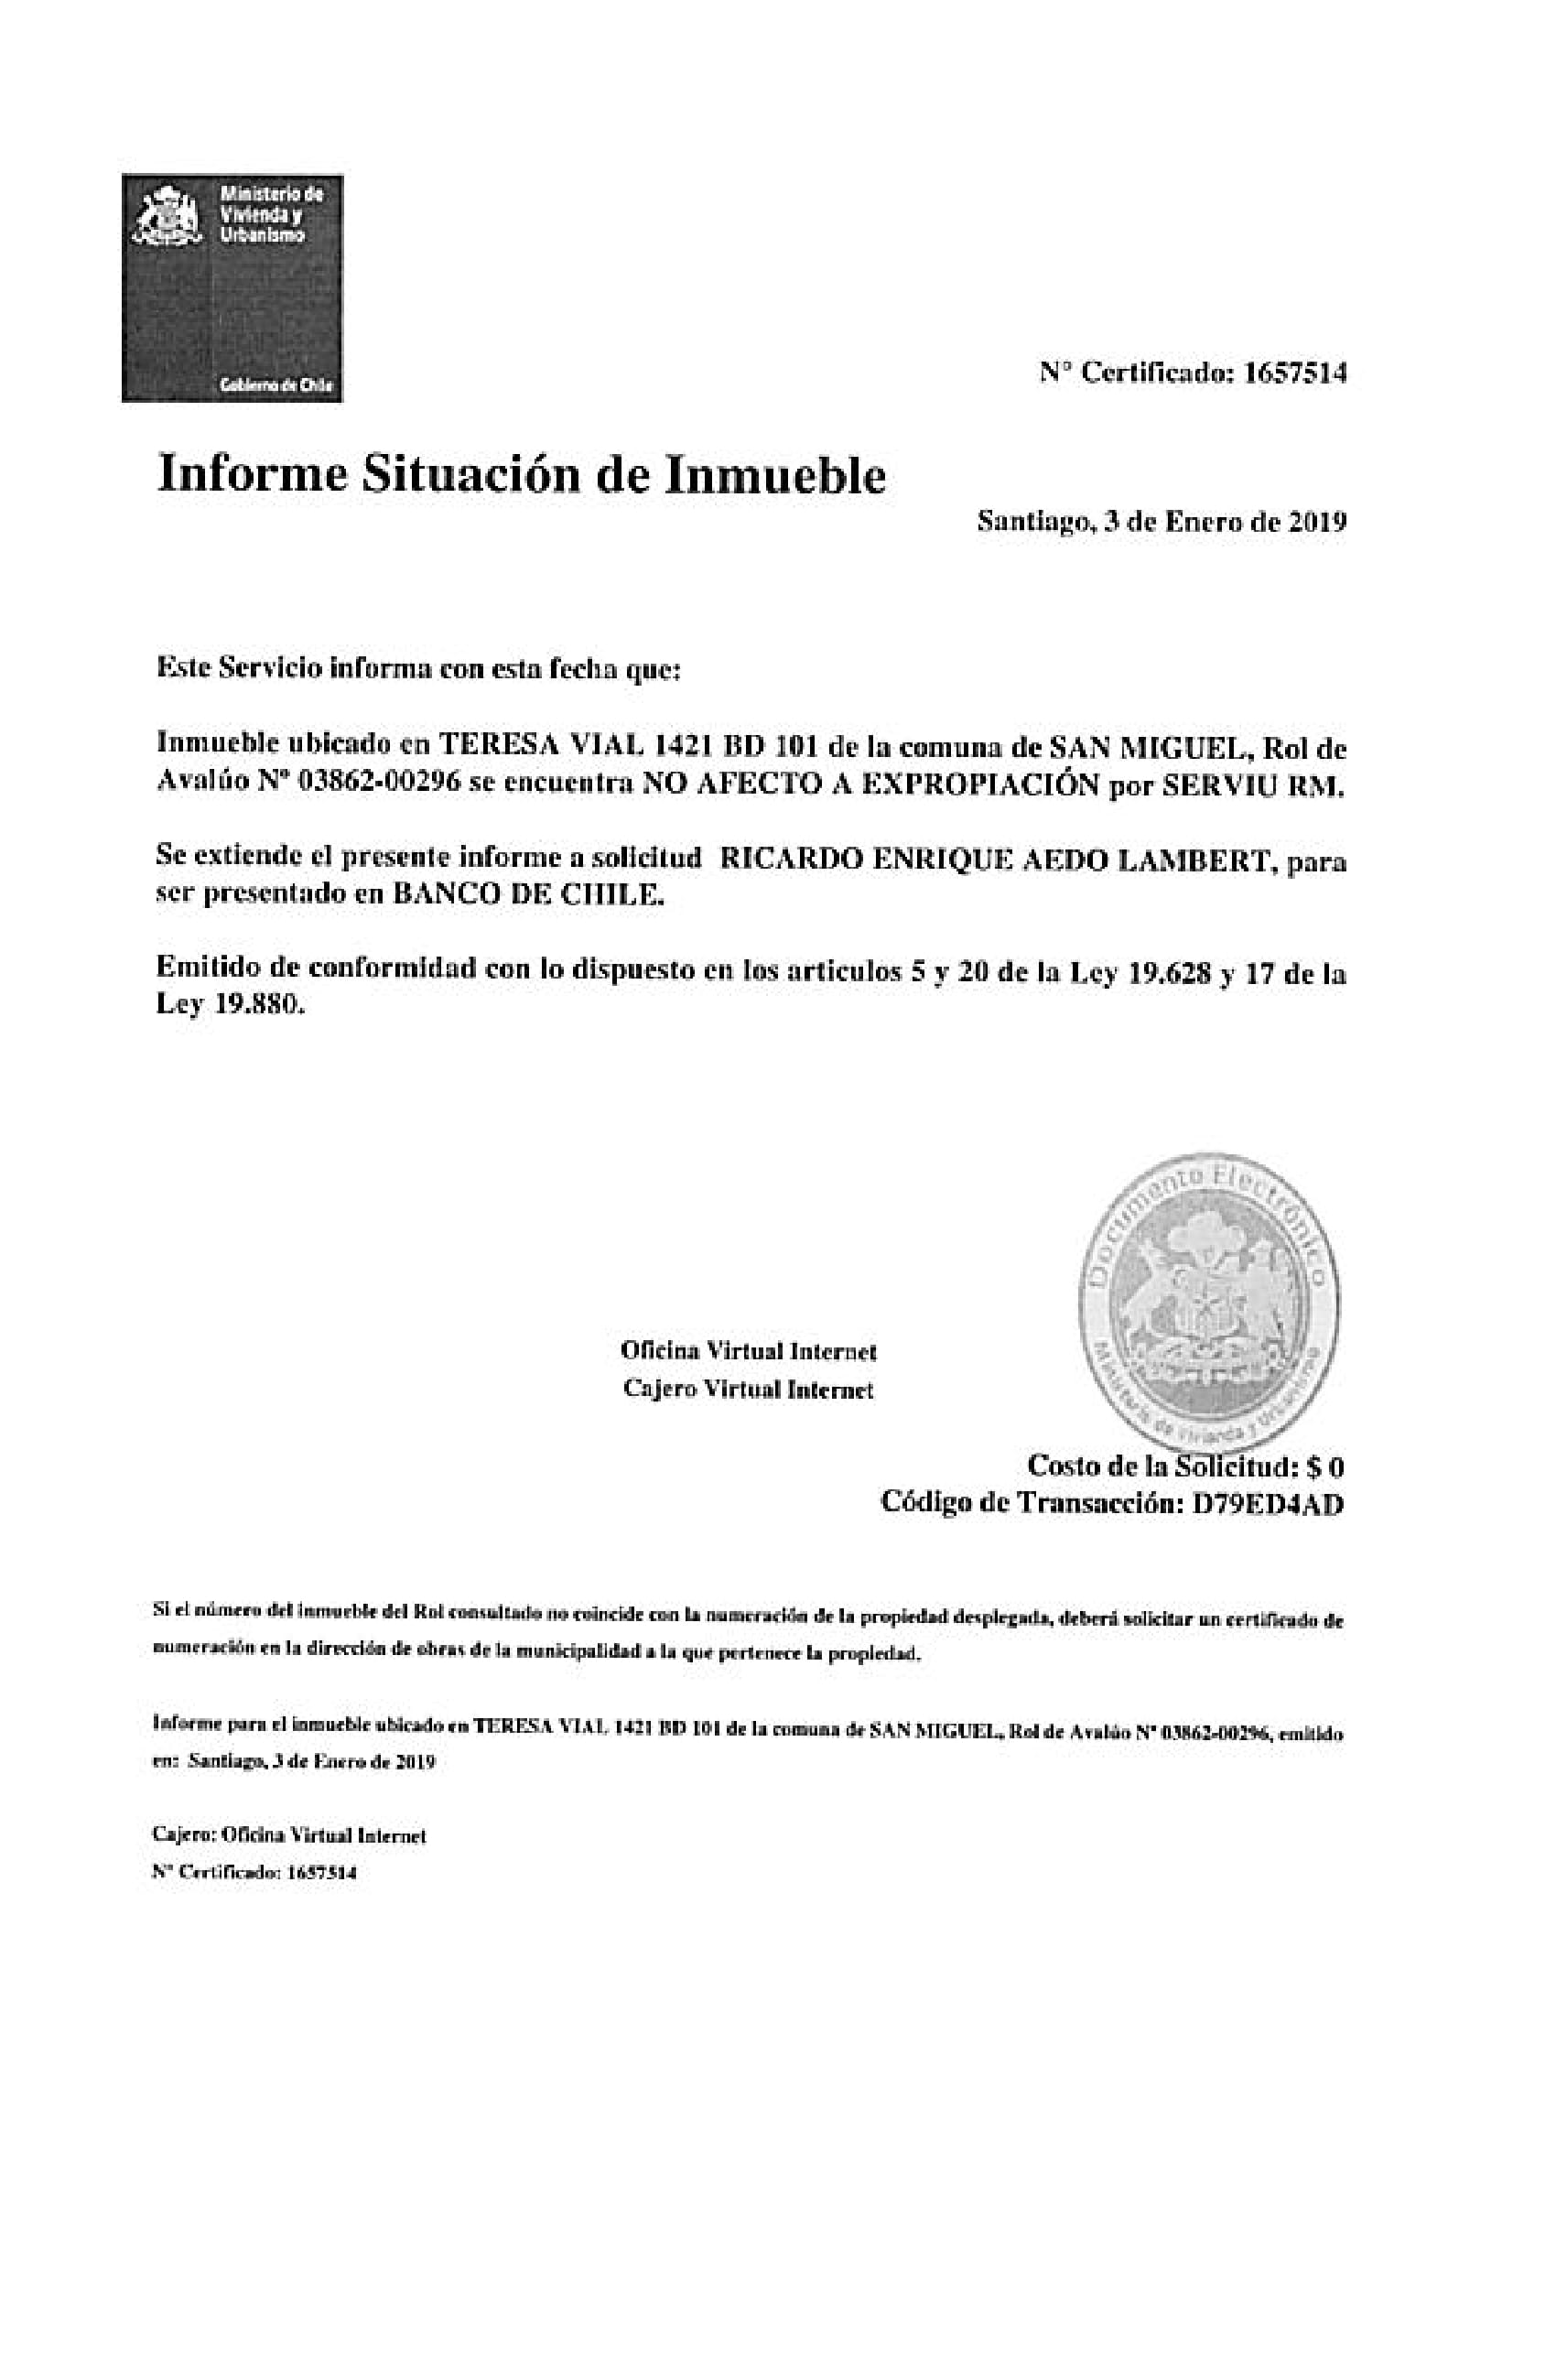 Ministerio de
Vivienda y
Urbanismo
Gobierno de Chile
N° Certificado: 1657514
Informe Situación de Inmueble
Santiago, 3 de Enero de 2019
Este Servicio informa con esta fecha que:
Inmueble ubicado en TERESA VIAL 1421 BD 101 de la comuna de SAN MIGUEL, Rol de
Avalúo Nº 03862-00296 se encuentra NO AFECTO A EXPROPIACIÓN por SERVIU RM.
Se extiende el presente informe a solicitud RICARDO ENRIQUE AEDO LAMBERT, para
ser presentado en BANCO DE CHILE.
Emitido de conformidad con lo dispuesto en los articulos 5 y 20 de la Ley 19.628 y 17 de la
Ley 19.880.
Documento Electrónico
Ministerio de Vivienda y Urbanismo
Oficina Virtual Internet
Cajero Virtual Internet
Costo de la Solicitud: $ 0
Código de Transacción: D79ED4AD
Si el número del inmueble del Rol consultado no coincide con la numeración de la propiedad desplegada, deberá solicitar un certificado de
numeración en la dirección de obras de la municipalidad a la que pertenece la propiedad.
Informe para el inmueble ubicado en TERESA VIAL 1421 BD 101 de la comuna de SAN MIGUEL, Rol de Avalúo Nº 03862-00296, emitido
en: Santiago, 3 de Enero de 2019
Cajero: Oficina Virtual Internet
Nº Certificado: 1657514